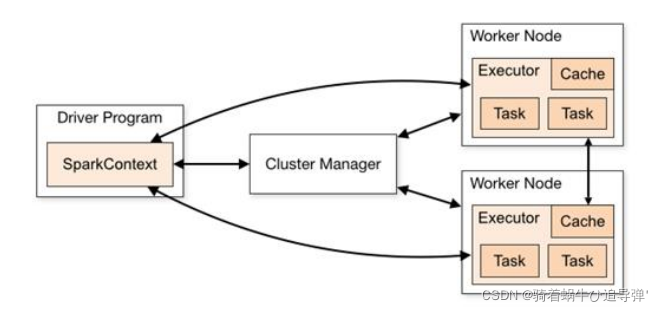 Driver Program
SparkContext
Cluster Manager
Worker Node
Executor
Cache
Task
Task
Worker Node
Executor
Cache
Task
Task
CSDN @骑着蜗牛ひ追导弹'